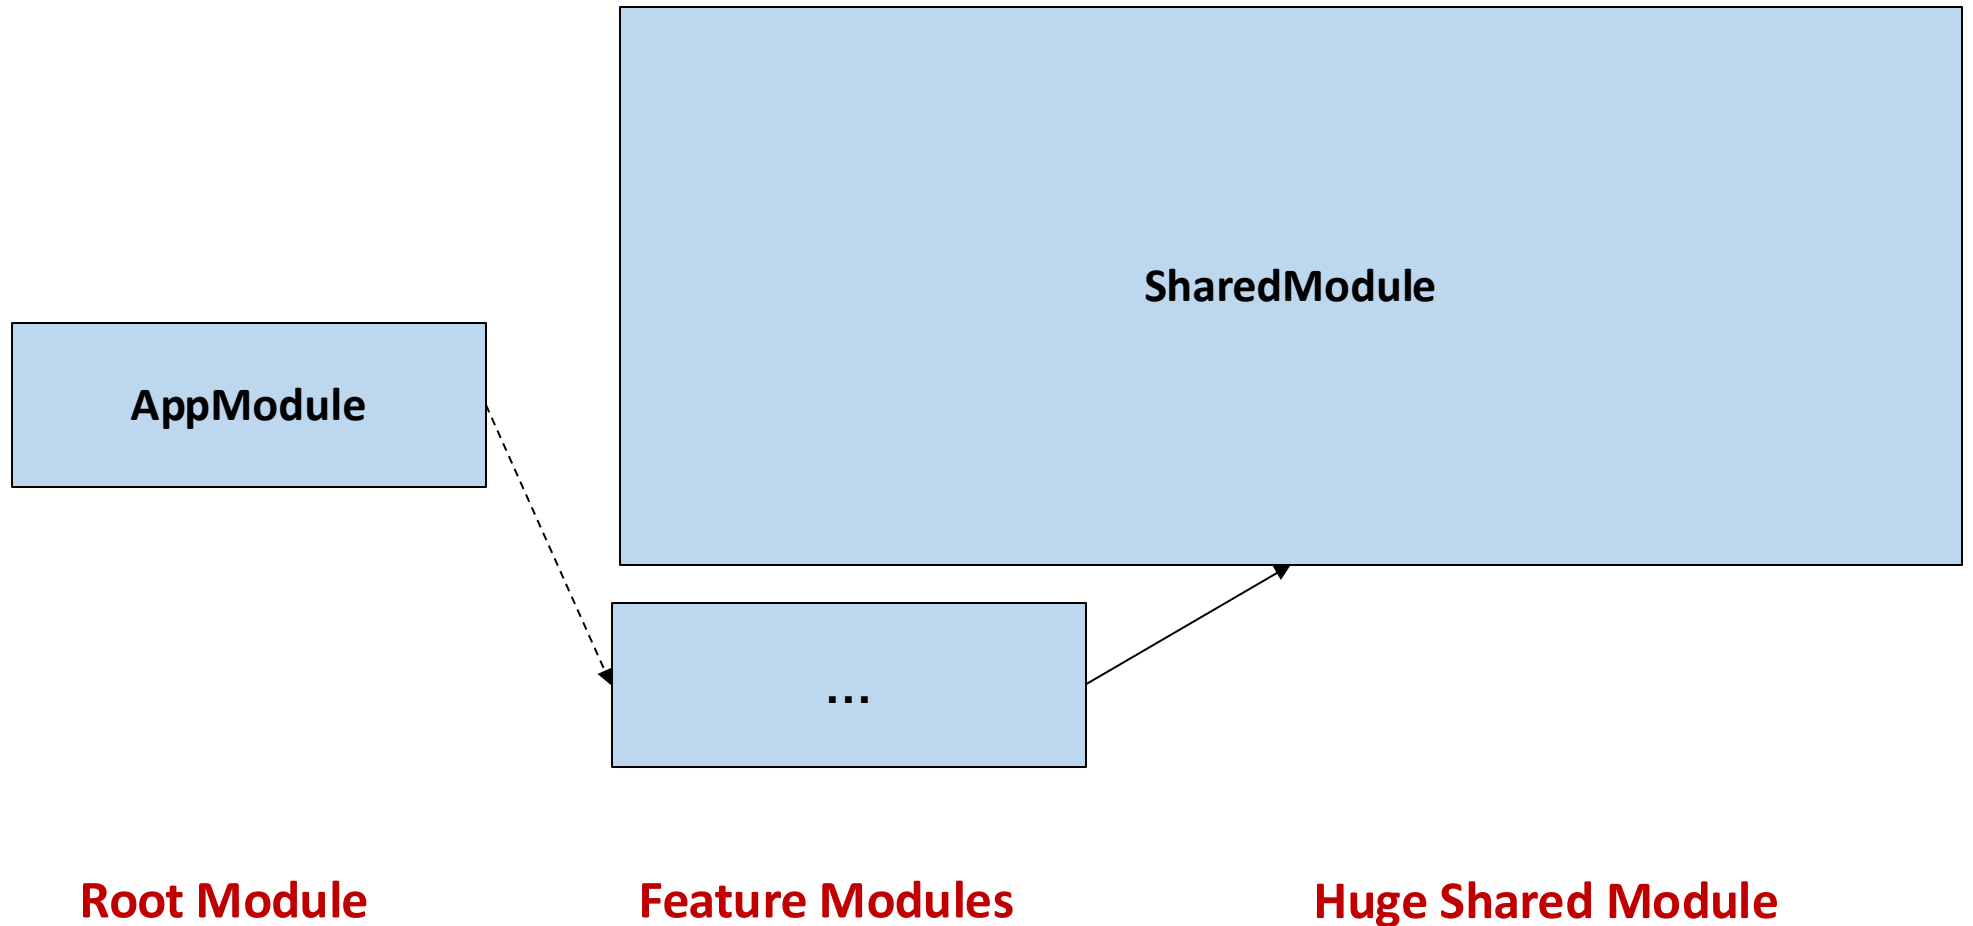 SharedModule
AppModule
...
Root Module
Feature Modules
Huge Shared Module